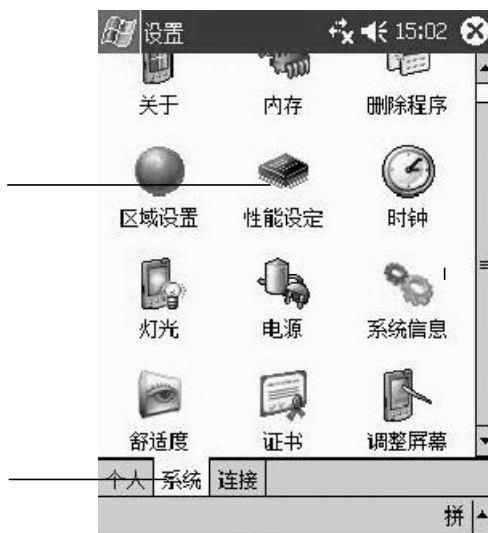 设置 15:02
关于 内存 删除程序
区域设置 性能设定 时钟
灯光 电源 系统信息
舒适度 证书 调整屏幕
个人 系统 连接
拼